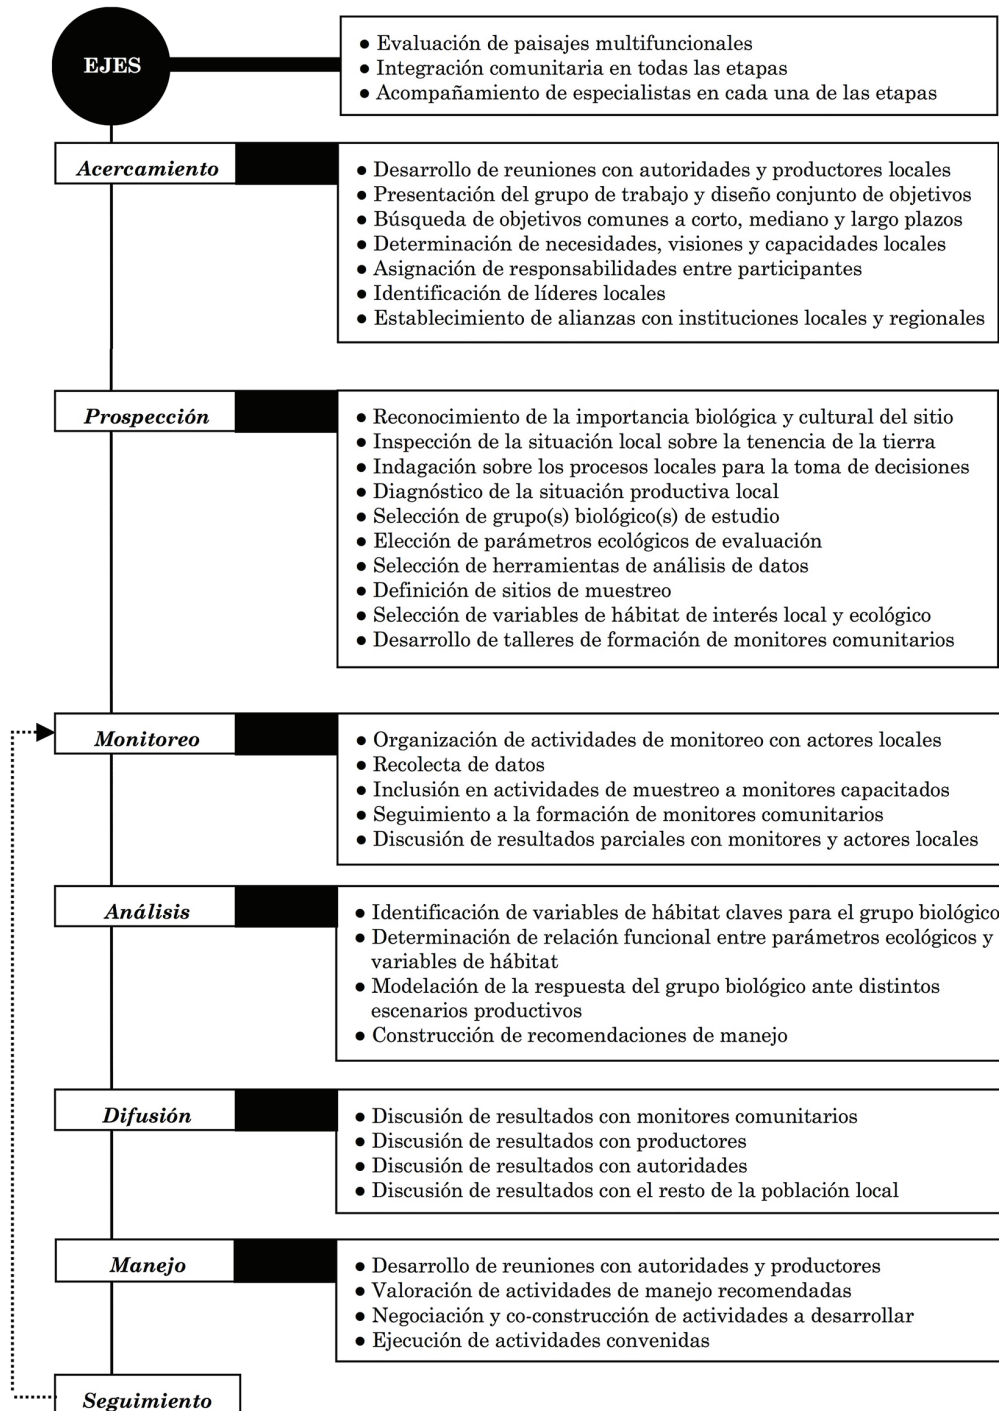 EJES
● Evaluación de paisajes multifuncionales
● Integración comunitaria en todas las etapas
● Acompañamiento de especialistas en cada una de las etapas
Acercamiento
● Desarrollo de reuniones con autoridades y productores locales
● Presentación del grupo de trabajo y diseño conjunto de objetivos
● Búsqueda de objetivos comunes a corto, mediano y largo plazos
● Determinación de necesidades, visiones y capacidades locales
● Asignación de responsabilidades entre participantes
● Identificación de líderes locales
● Establecimiento de alianzas con instituciones locales y regionales
Prospección
● Reconocimiento de la importancia biológica y cultural del sitio
● Inspección de la situación local sobre la tenencia de la tierra
● Indagación sobre los procesos locales para la toma de decisiones
● Diagnóstico de la situación productiva local
● Selección de grupo(s) biológico(s) de estudio
● Elección de parámetros ecológicos de evaluación
● Selección de herramientas de análisis de datos
● Definición de sitios de muestreo
● Selección de variables de hábitat de interés local y ecológico
● Desarrollo de talleres de formación de monitores comunitarios
Monitoreo
● Organización de actividades de monitoreo con actores locales
● Recolecta de datos
● Inclusión en actividades de muestreo a monitores capacitados
● Seguimiento a la formación de monitores comunitarios
● Discusión de resultados parciales con monitores y actores locales
Análisis
● Identificación de variables de hábitat claves para el grupo biológico
● Determinación de relación funcional entre parámetros ecológicos y
variables de hábitat
● Modelación de la respuesta del grupo biológico ante distintos
escenarios productivos
● Construcción de recomendaciones de manejo
Difusión
● Discusión de resultados con monitores comunitarios
● Discusión de resultados con productores
● Discusión de resultados con autoridades
● Discusión de resultados con el resto de la población local
Manejo
● Desarrollo de reuniones con autoridades y productores
● Valoración de actividades de manejo recomendadas
● Negociación y co-construcción de actividades a desarrollar
● Ejecución de actividades convenidas
Seguimiento